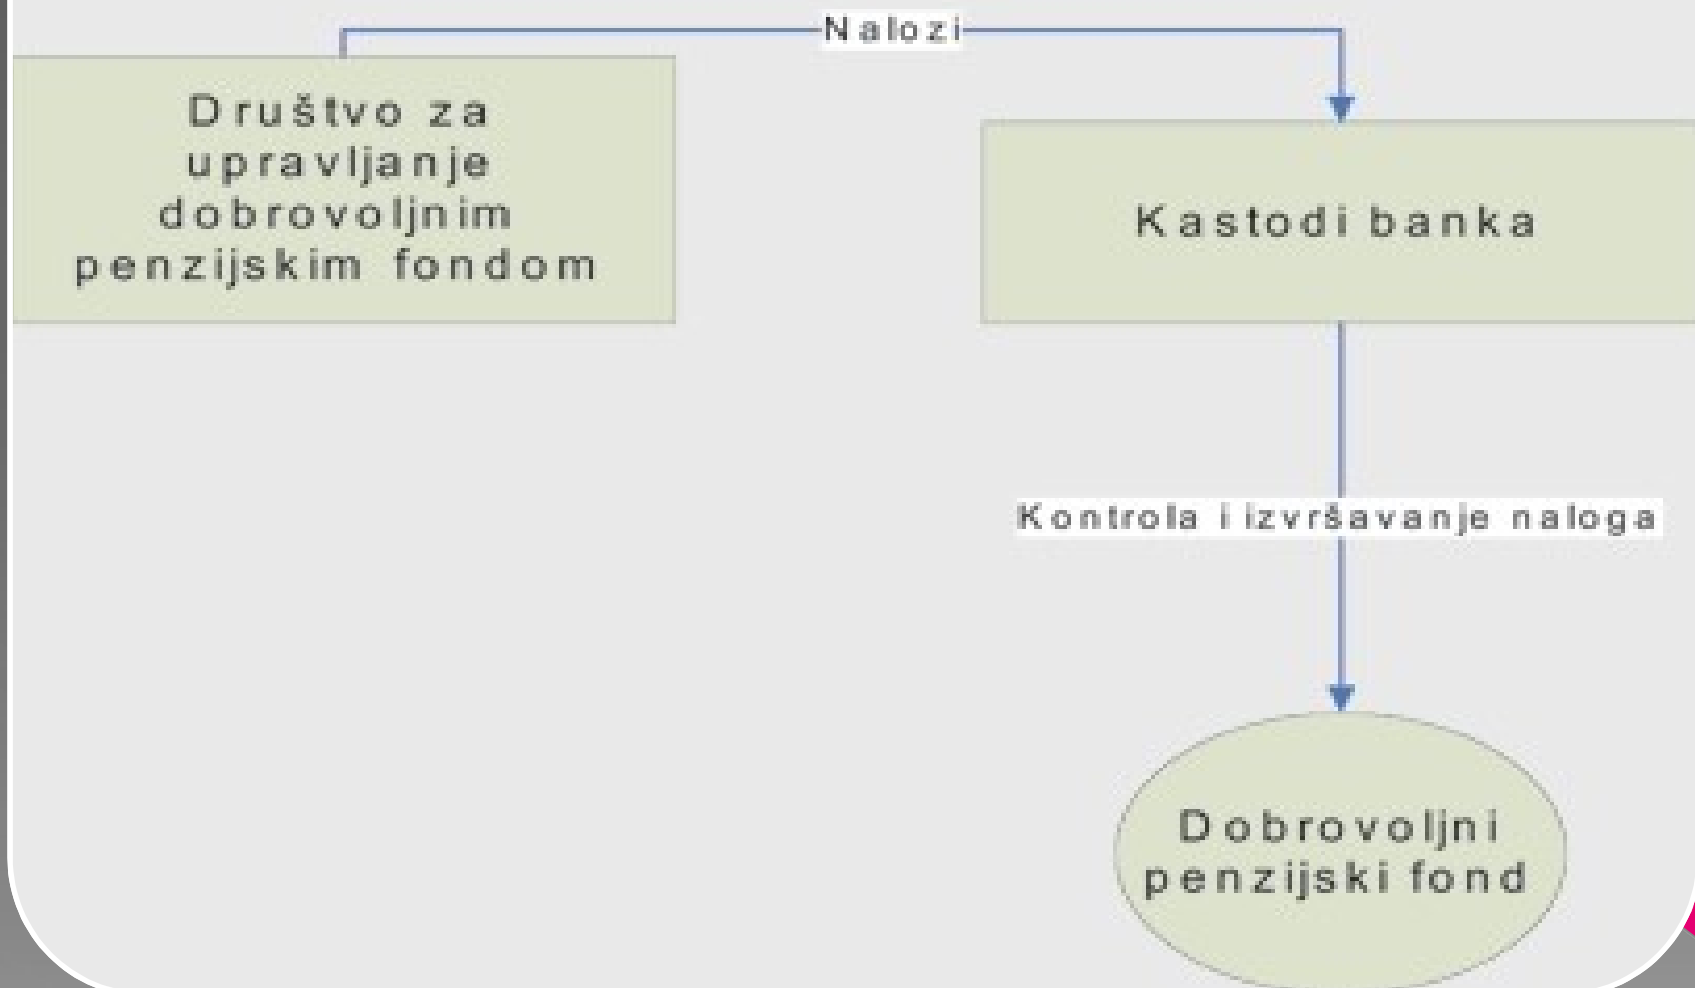 Nalozi
Društvo za
upravljanje
dobrovoljnim
penzijskim fondom
Kastodi banka
Kontrola i izvršavanje naloga
Dobrovoljni
penzijski fond